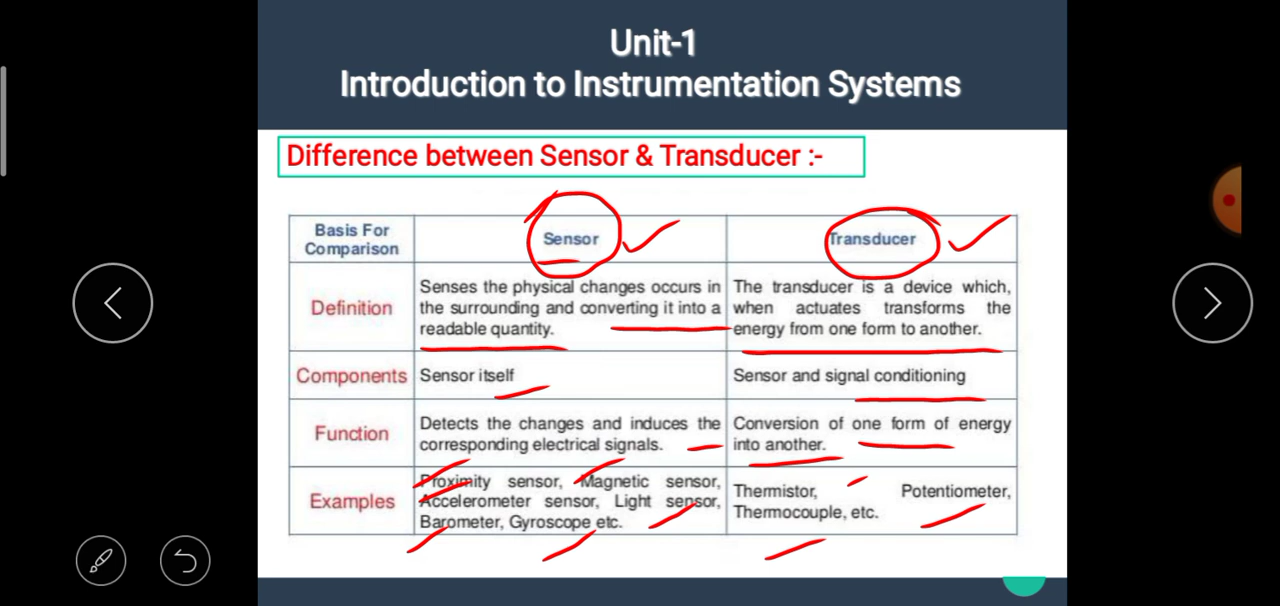 Unit-1
Introduction to Instrumentation Systems
Difference between Sensor & Transducer :-
Basis For
Comparison
Sensor
Transducer
Definition
Senses the physical changes occurs in
the surrounding and converting it into a
readable quantity.
The transducer is a device which,
when actuates transforms the
energy from one form to another.
Components
Sensor itself
Sensor and signal conditioning
Function
Detects the changes and induces the
corresponding electrical signals.
Conversion of one form of energy
into another.
Examples
Proximity sensor, Magnetic sensor,
Accelerometer sensor, Light sensor,
Barometer, Gyroscope etc.
Thermistor, Potentiometer,
Thermocouple, etc.